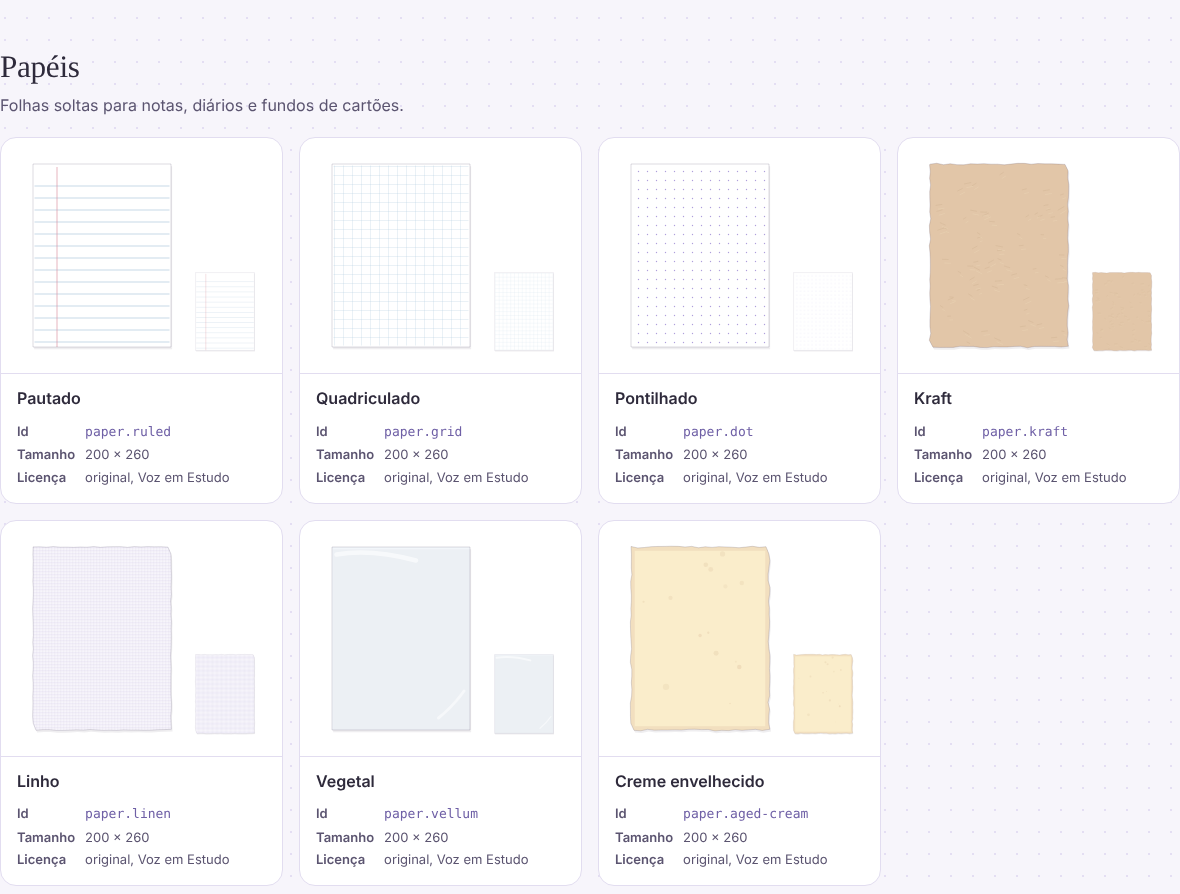 Papéis
Folhas soltas para notas, diários e fundos de cartões.
Pautado
Id paper.ruled
Tamanho 200 × 260
Licença original, Voz em Estudo
Quadriculado
Id paper.grid
Tamanho 200 × 260
Licença original, Voz em Estudo
Pontilhado
Id paper.dot
Tamanho 200 × 260
Licença original, Voz em Estudo
Kraft
Id paper.kraft
Tamanho 200 × 260
Licença original, Voz em Estudo
Linho
Id paper.linen
Tamanho 200 × 260
Licença original, Voz em Estudo
Vegetal
Id paper.vellum
Tamanho 200 × 260
Licença original, Voz em Estudo
Creme envelhecido
Id paper.aged-cream
Tamanho 200 × 260
Licença original, Voz em Estudo